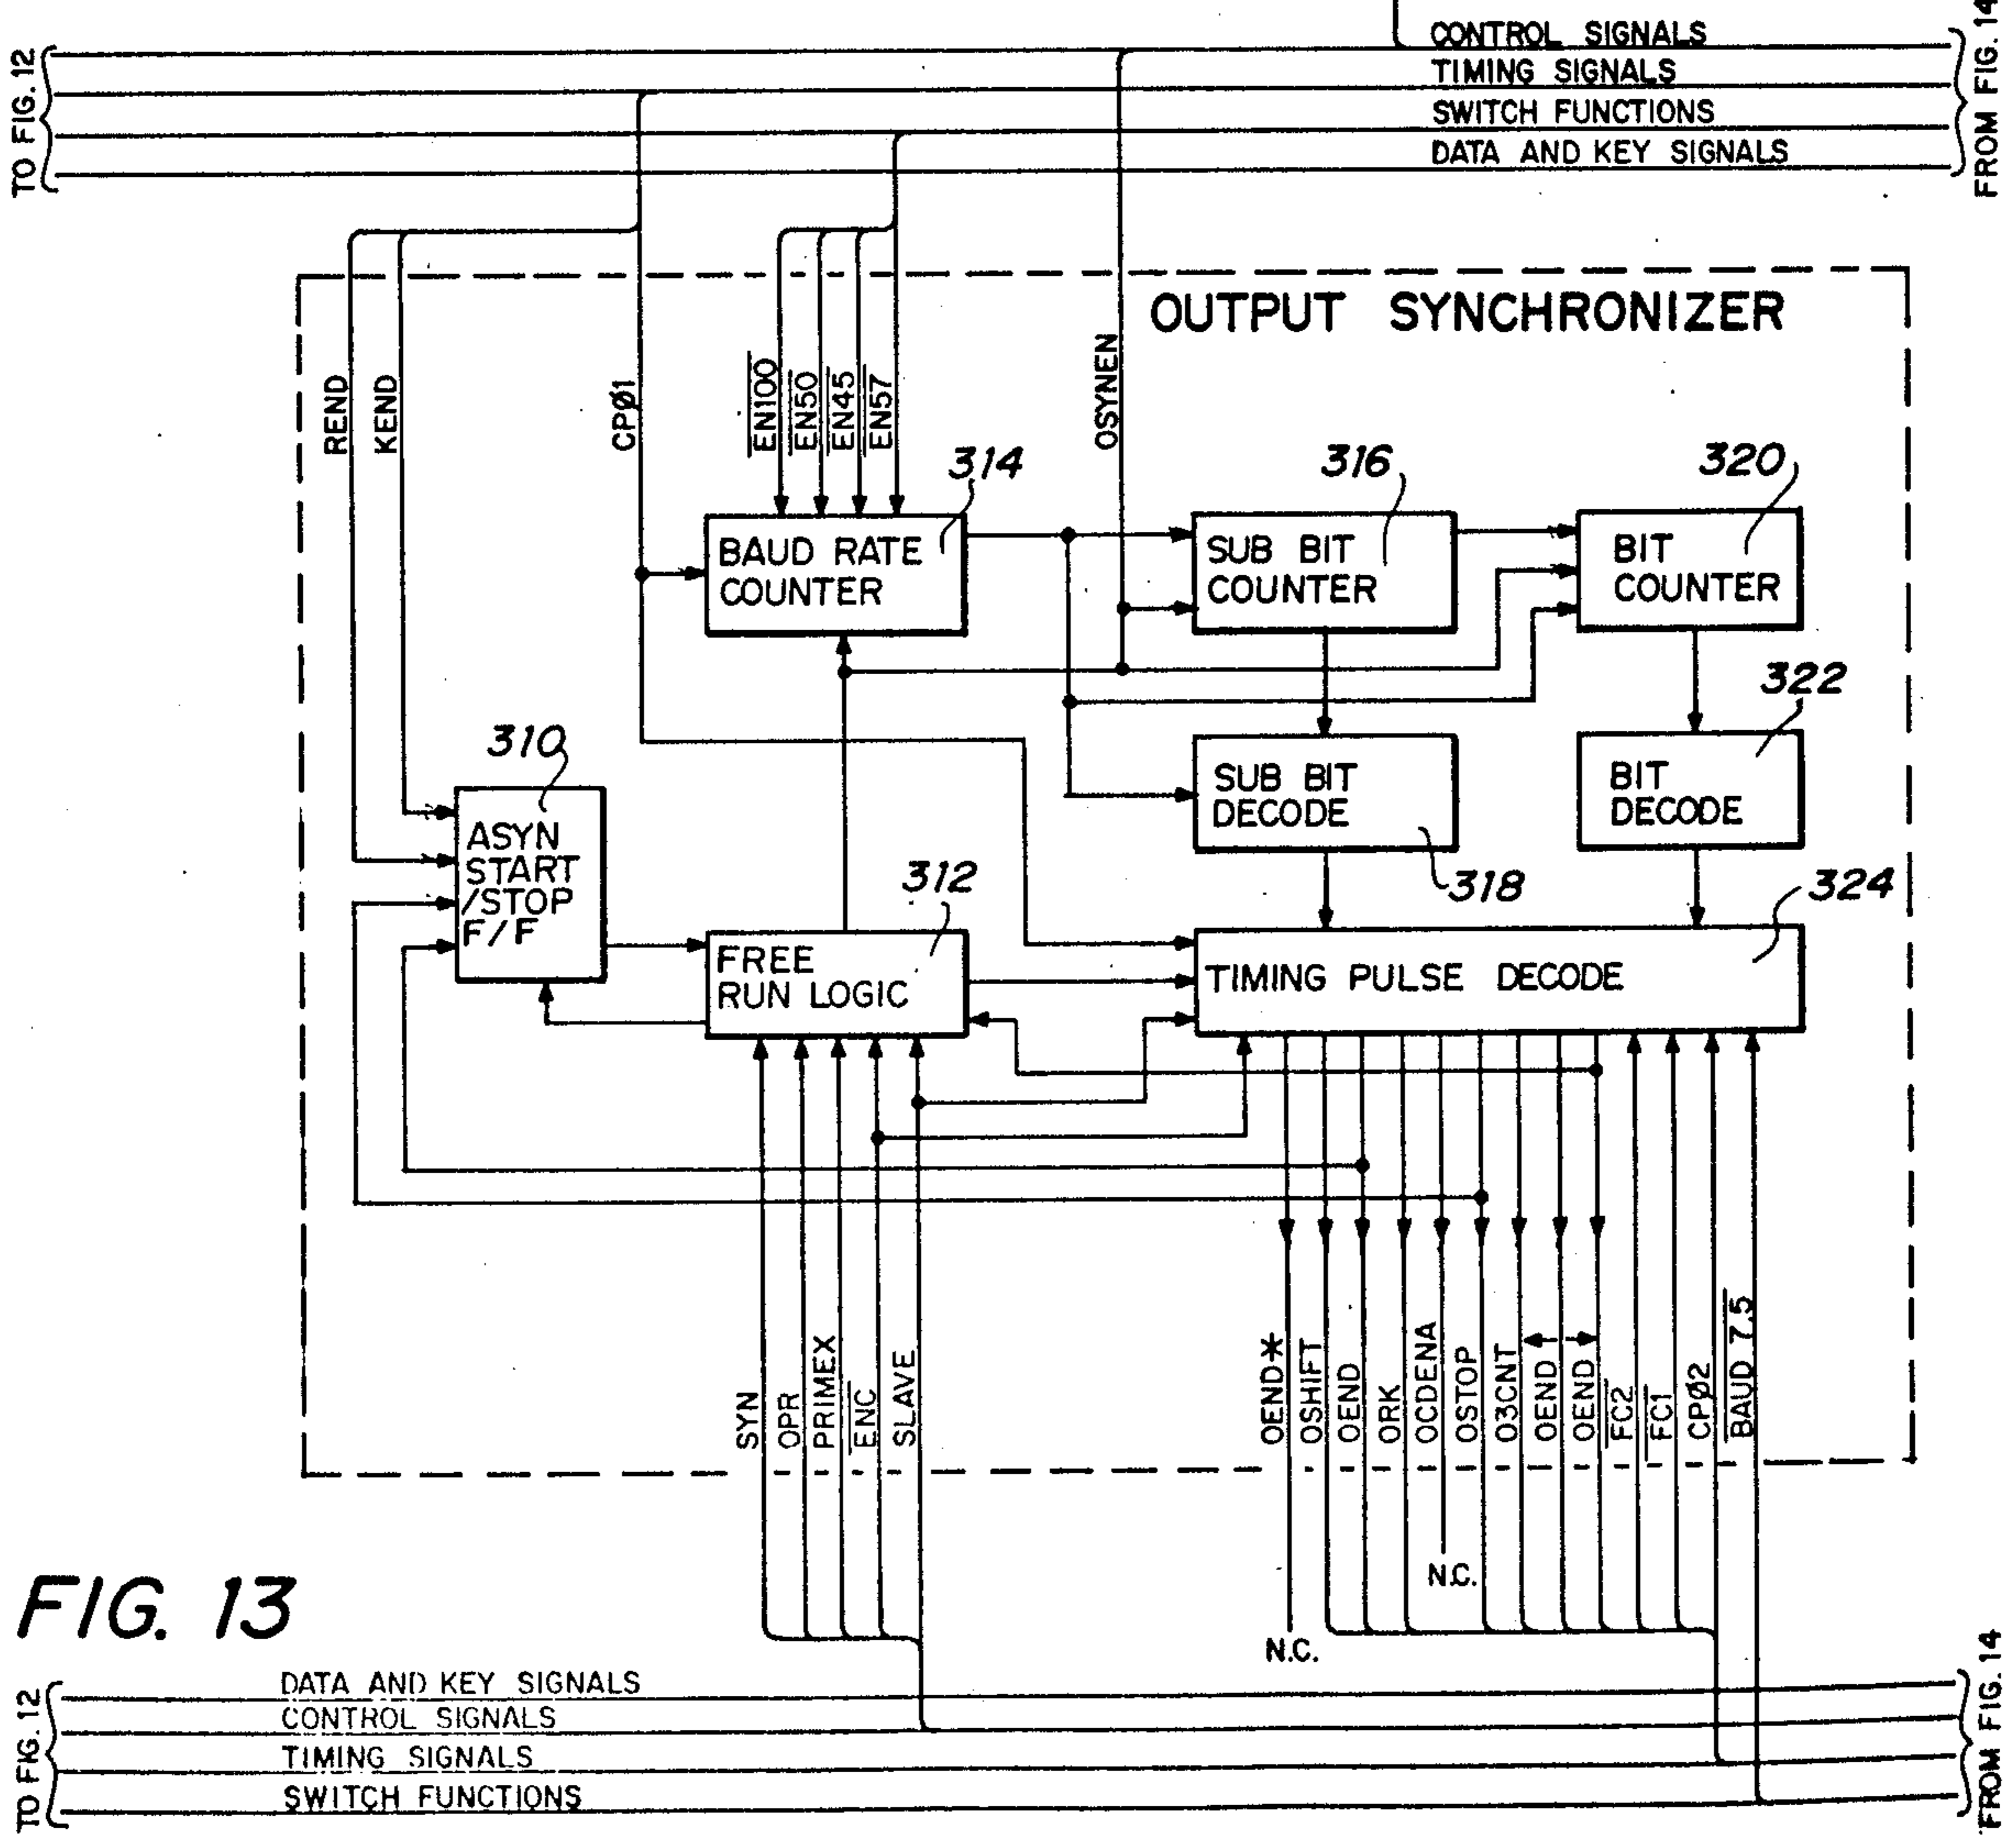 CONTROL SIGNALS
TIMING SIGNALS
SWITCH FUNCTIONS
DATA AND KEY SIGNALS
TO FIG. 12
FROM FIG. 14
OUTPUT SYNCHRONIZER
REND
KEND
CPØ1
EN100
EN50
EN45
EN57
OSYNEN
314
316
320
BAUD RATE
COUNTER
SUB BIT
COUNTER
BIT
COUNTER
322
310
SUB BIT
DECODE
BIT
DECODE
318
ASYN
START
/STOP
F/F
312
324
FREE
RUN LOGIC
TIMING PULSE DECODE
SYN
OPR
PRIMEX
ENC
SLAVE
OEND*
OSHIFT
OEND
ORK
OCDENA
OSTOP
O3CNT
OEND
OEND
FC2
FC1
CPØ2
BAUD 7.5
N.C.
N.C.
FIG. 13
DATA AND KEY SIGNALS
CONTROL SIGNALS
TIMING SIGNALS
SWITCH FUNCTIONS
TO FIG. 12
FROM FIG. 14